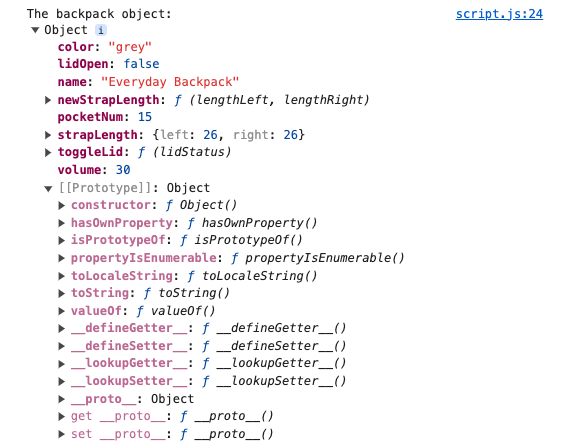 The backpack object: script.js:24
Object i
color: "grey"
lidOpen: false
name: "Everyday Backpack"
newStrapLength: ƒ (lengthLeft, lengthRight)
pocketNum: 15
strapLength: {left: 26, right: 26}
toggleLid: ƒ (lidStatus)
volume: 30
[[Prototype]]: Object
constructor: ƒ Object()
hasOwnProperty: ƒ hasOwnProperty()
isPrototypeOf: ƒ isPrototypeOf()
propertyIsEnumerable: ƒ propertyIsEnumerable()
toLocaleString: ƒ toLocaleString()
toString: ƒ toString()
valueOf: ƒ valueOf()
__defineGetter__: ƒ __defineGetter__()
__defineSetter__: ƒ __defineSetter__()
__lookupGetter__: ƒ __lookupGetter__()
__lookupSetter__: ƒ __lookupSetter__()
__proto__: Object
get __proto__: ƒ __proto__()
set __proto__: ƒ __proto__()